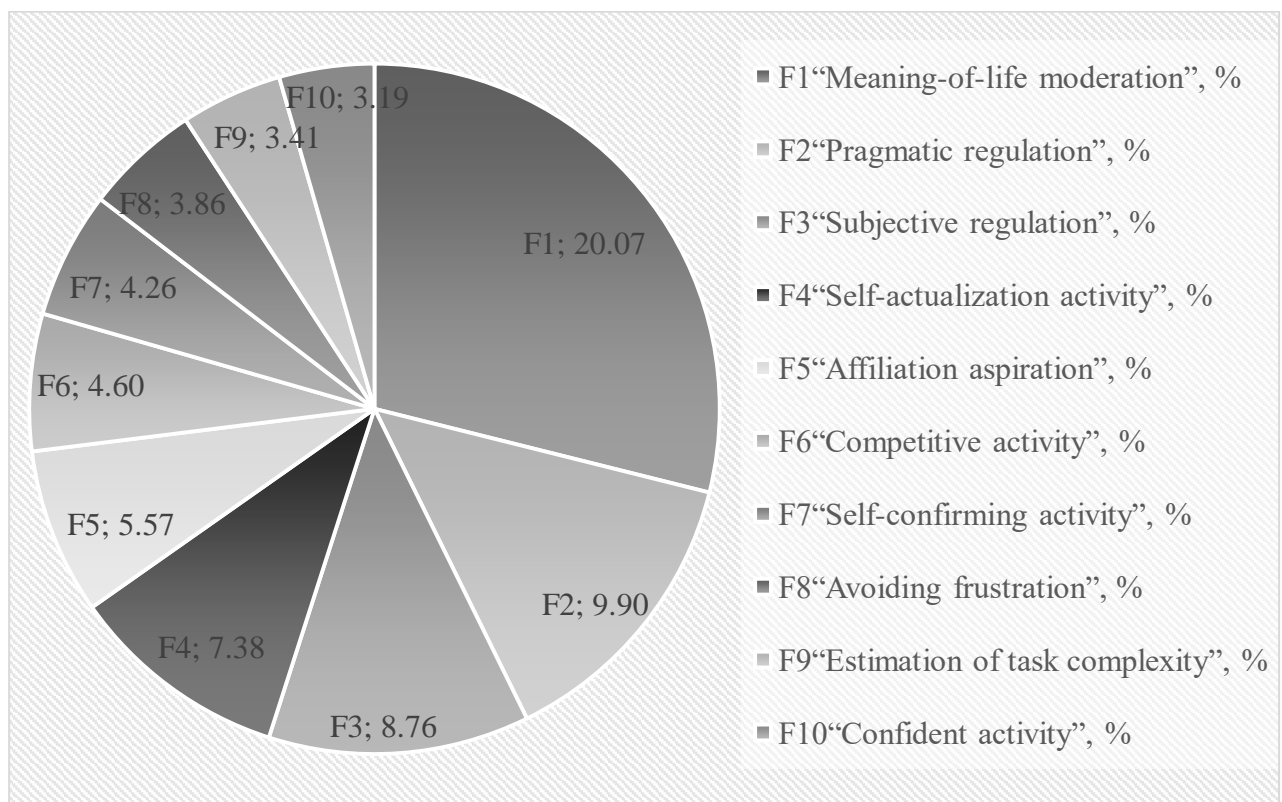 F10; 3.19
F9; 3.41
F8; 3.86
F1; 20.07
F7; 4.26
F6; 4.60
F5; 5.57
F2; 9.90
F4; 7.38
F3; 8.76
F1“Meaning-of-life moderation”, %
F2“Pragmatic regulation”, %
F3“Subjective regulation”, %
F4“Self-actualization activity”, %
F5“Affiliation aspiration”, %
F6“Competitive activity”, %
F7“Self-confirming activity”, %
F8“Avoiding frustration”, %
F9“Estimation of task complexity”, %
F10“Confident activity”, %